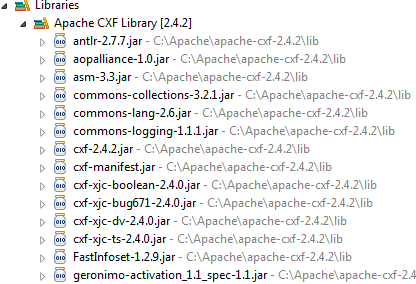 Libraries
Apache CXF Library [2.4.2]
antlr-2.7.7.jar - C:\Apache\apache-cxf-2.4.2\lib
aopalliance-1.0.jar - C:\Apache\apache-cxf-2.4.2\lib
asm-3.3.jar - C:\Apache\apache-cxf-2.4.2\lib
commons-collections-3.2.1.jar - C:\Apache\apache-cxf-2.4.2\lib
commons-lang-2.6.jar - C:\Apache\apache-cxf-2.4.2\lib
commons-logging-1.1.1.jar - C:\Apache\apache-cxf-2.4.2\lib
cxf-2.4.2.jar - C:\Apache\apache-cxf-2.4.2\lib
cxf-manifest.jar - C:\Apache\apache-cxf-2.4.2\lib
cxf-xjc-boolean-2.4.0.jar - C:\Apache\apache-cxf-2.4.2\lib
cxf-xjc-bug671-2.4.0.jar - C:\Apache\apache-cxf-2.4.2\lib
cxf-xjc-dv-2.4.0.jar - C:\Apache\apache-cxf-2.4.2\lib
cxf-xjc-ts-2.4.0.jar - C:\Apache\apache-cxf-2.4.2\lib
FastInfoset-1.2.9.jar - C:\Apache\apache-cxf-2.4.2\lib
geronimo-activation_1.1_spec-1.1.jar - C:\Apache\apache-cxf-2.4